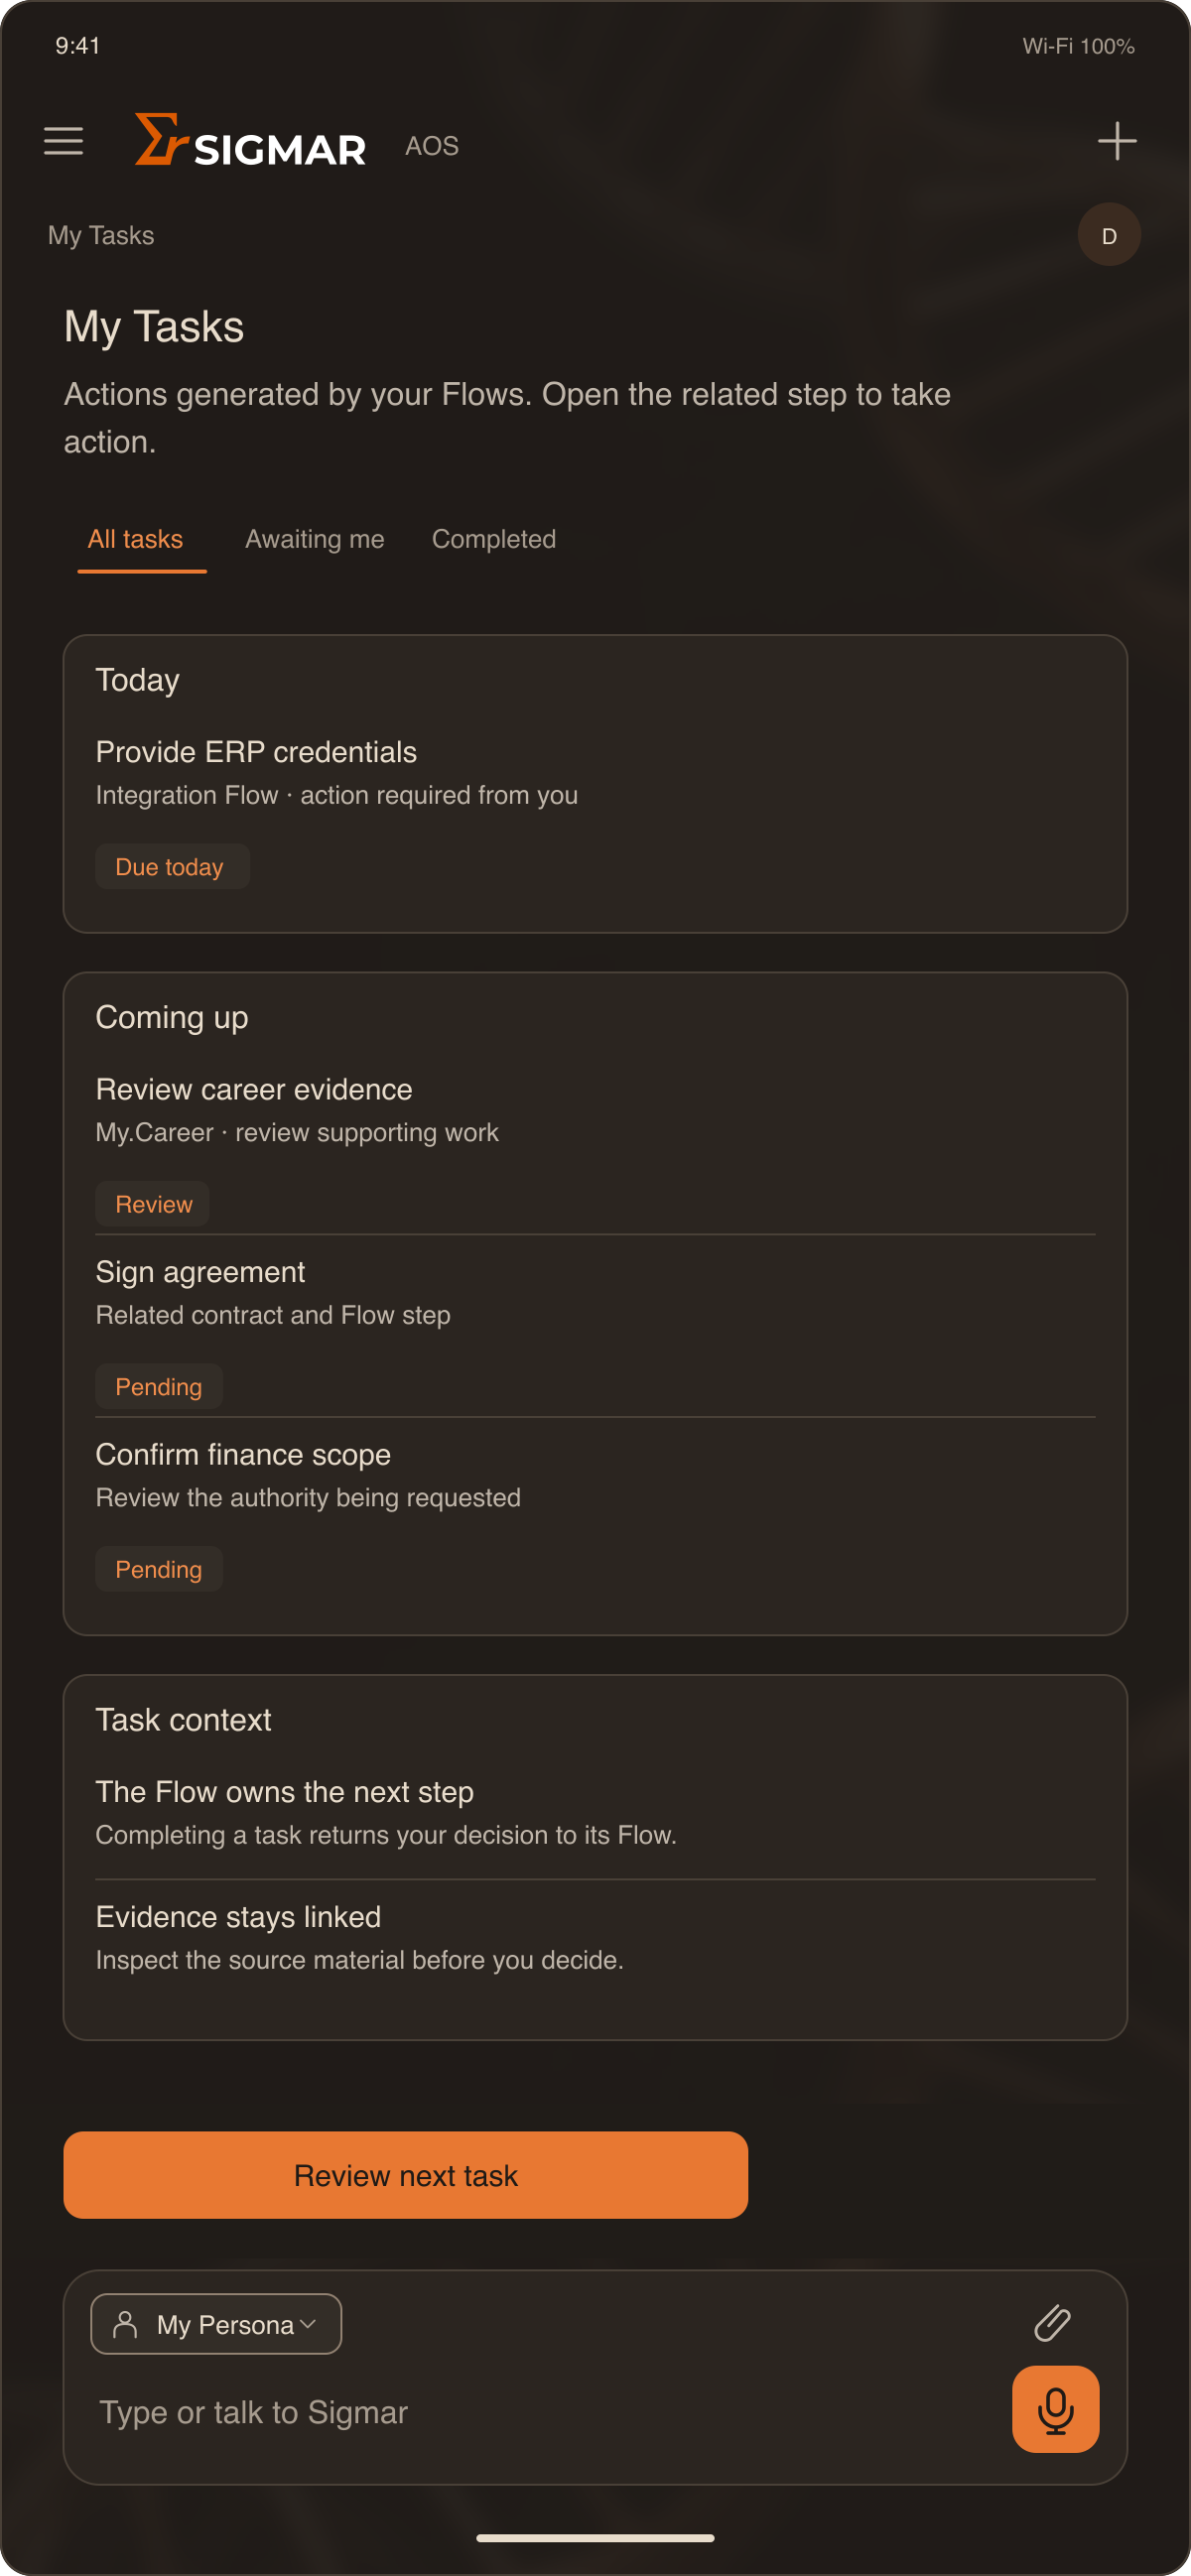 9:41
Wi-Fi 100%
Σr SIGMAR AOS
My Tasks
D
My Tasks
Actions generated by your Flows. Open the related step to take
action.
All tasks
Awaiting me
Completed
Today
Provide ERP credentials
Integration Flow · action required from you
Due today
Coming up
Review career evidence
My.Career · review supporting work
Review
Sign agreement
Related contract and Flow step
Pending
Confirm finance scope
Review the authority being requested
Pending
Task context
The Flow owns the next step
Completing a task returns your decision to its Flow.
Evidence stays linked
Inspect the source material before you decide.
Review next task
My Persona
Type or talk to Sigmar